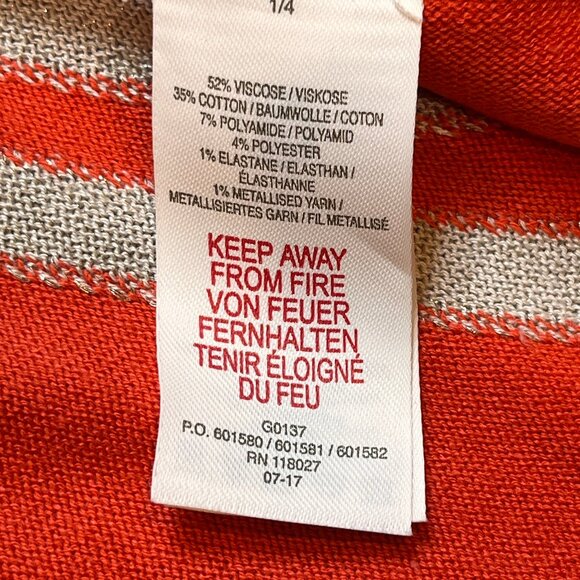 1/4
52% VISCOSE / VISKOSE
35% COTTON / BAUMWOLLE / COTON
7% POLYAMIDE / POLYAMID
4% POLYESTER
1% ELASTANE / ELASTHAN /
ÉLASTHANNE
1% METALLISED YARN /
METALLISIERTES GARN / FIL METALLISÉ
KEEP AWAY
FROM FIRE
VON FEUER
FERNHALTEN
TENIR ÉLOIGNÉ
DU FEU
G0137
P.O. 601580 / 601581 / 601582
RN 118027
07-17